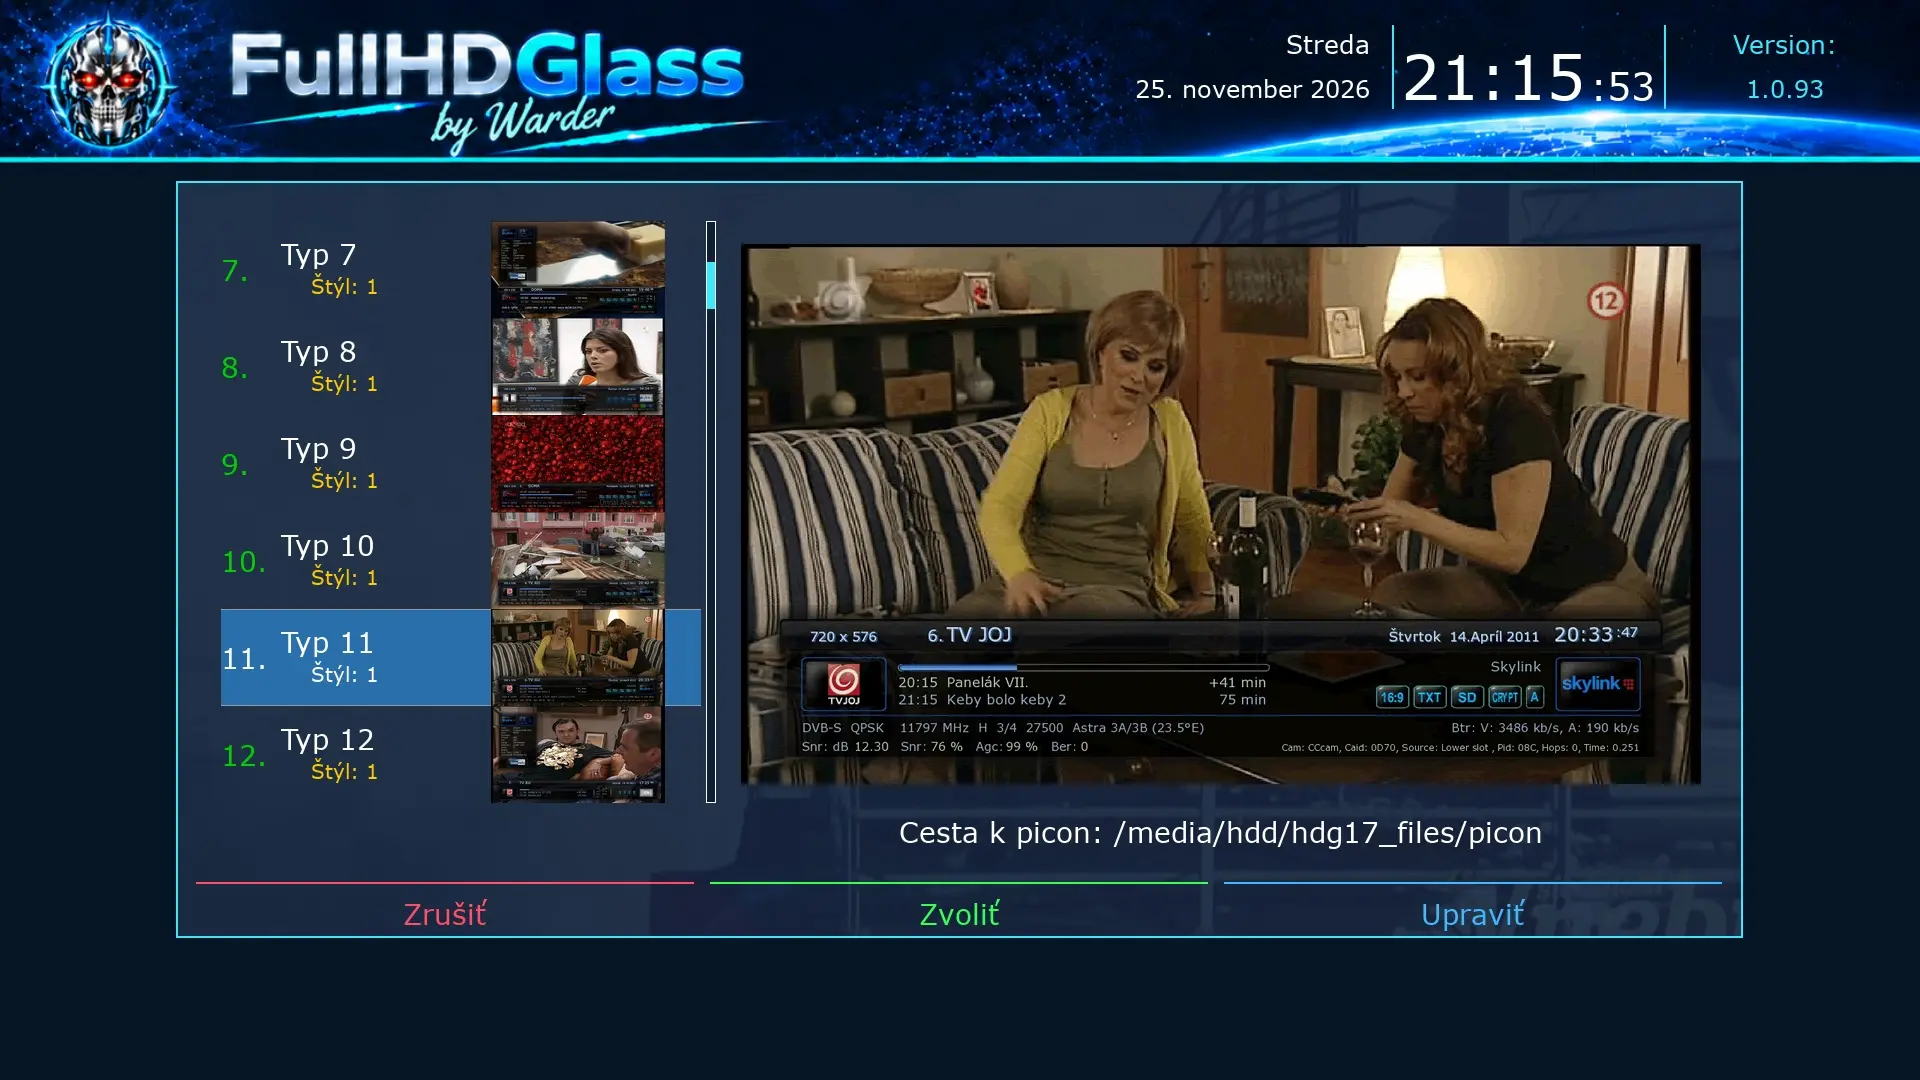 FullHDGlass
by Warder
Streda
25. november 2026
21:15:53
Version:
1.0.93
7.
Typ 7
Štýl: 1
8.
Typ 8
Štýl: 1
9.
Typ 9
Štýl: 1
10.
Typ 10
Štýl: 1
11.
Typ 11
Štýl: 1
12.
Typ 12
Štýl: 1
12
720 x 576
6. TV JOJ
Štvrtok 14.Apríl 2011 20:33:47
TVJOJ
20:15 Panelák VII. +41 min
21:15 Keby bolo keby 2 75 min
Skylink
16:9 TXT SD CRYPT A
skylink
DVB-S QPSK 11797 MHz H 3/4 27500 Astra 3A/3B (23.5°E)
Btr: V: 3486 kb/s, A: 190 kb/s
Snr: dB 12.30 Snr: 76 % Agc: 99 % Ber: 0
Cam: CCcam, Caid: 0D70, Source: Lower slot , Pid: 08C, Hops: 0, Time: 0.251
Cesta k picon: /media/hdd/hdg17_files/picon
Zrušiť
Zvoliť
Upraviť